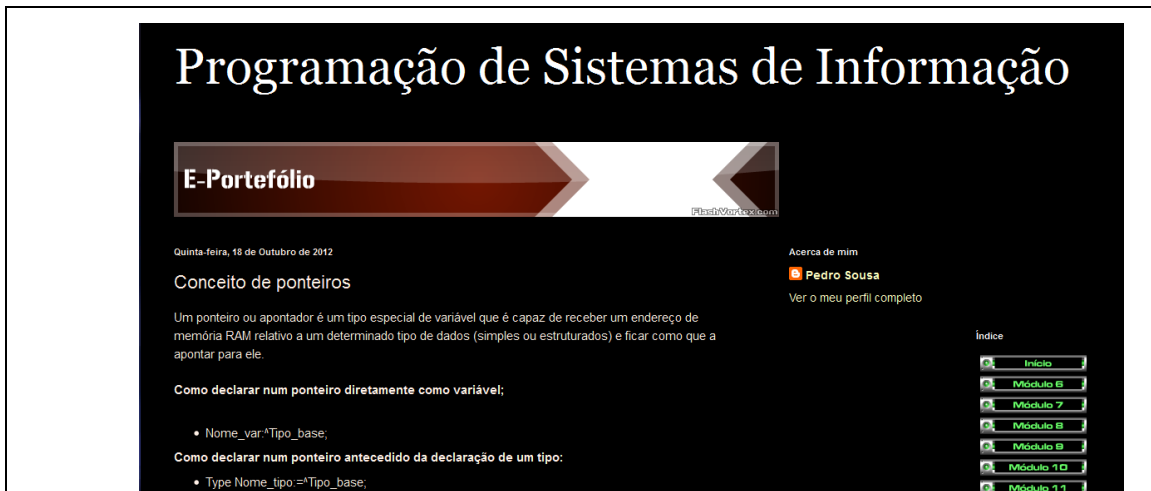 Programação de Sistemas de Informação
E-Portefólio
FlashVortex.com
Quinta-feira, 18 de Outubro de 2012
Conceito de ponteiros
Um ponteiro ou apontador é um tipo especial de variável que é capaz de receber um endereço de
memória RAM relativo a um determinado tipo de dados (simples ou estruturados) e ficar como que a
apontar para ele.
Como declarar num ponteiro diretamente como variável;
Nome_var:^Tipo_base;
Como declarar num ponteiro antecedido da declaração de um tipo:
Type Nome_tipo:=^Tipo_base;
Acerca de mim
Pedro Sousa
Ver o meu perfil completo
Índice
Início
Módulo 6
Módulo 7
Módulo 8
Módulo 9
Módulo 10
Módulo 11